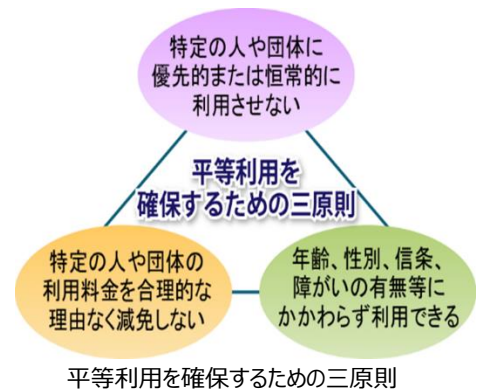 特定の人や団体に
優先的または恒常的に
利用させない
平等利用を
確保するための三原則
特定の人や団体の
利用料金を合理的な
理由なく減免しない
年齢、性別、信条、
障がいの有無等に
かかわらず利用できる
平等利用を確保するための三原則